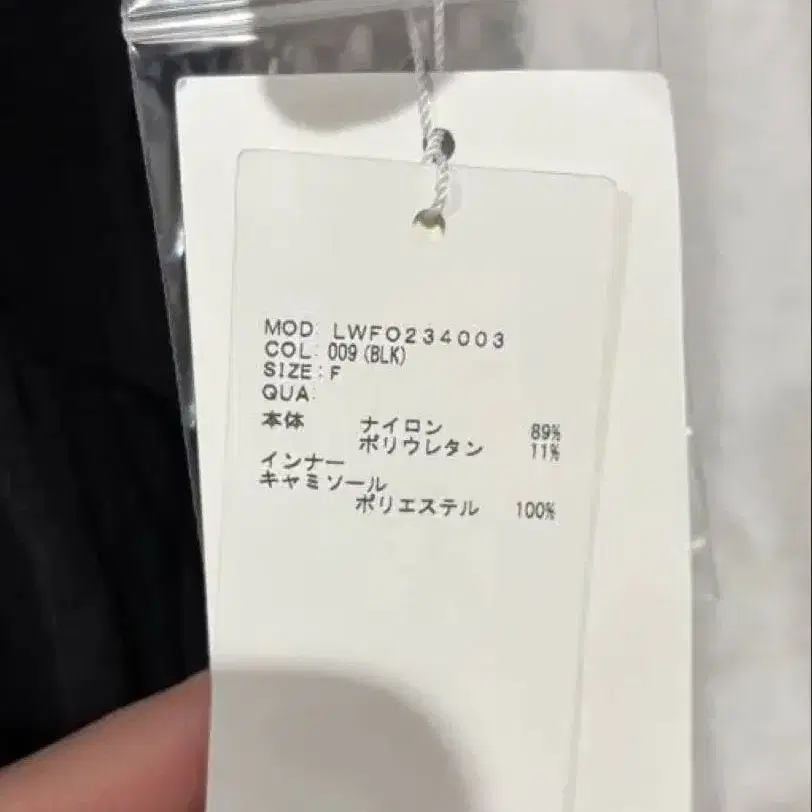 MOD: LWFO234003
COL: 009(BLK)
SIZE: F
QUA:
本体 ナイロン 89%
ポリウレタン 11%
インナー
キャミソール
ポリエステル 100%